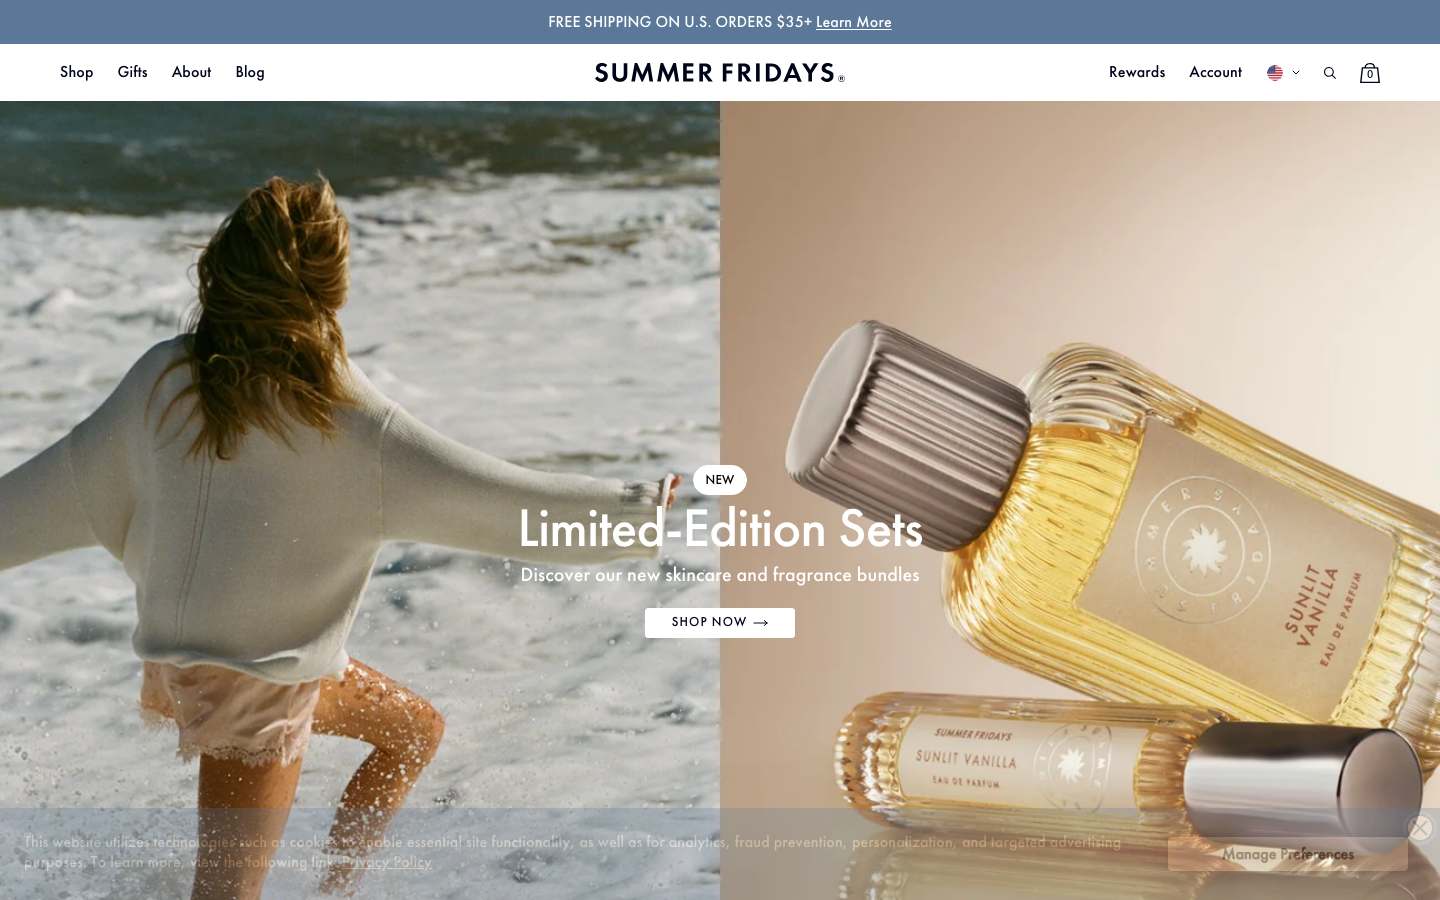 FREE SHIPPING ON U.S. ORDERS $35+ Learn More
Shop Gifts About Blog
SUMMER FRIDAYS®
Rewards Account
0
NEW
Limited-Edition Sets
Discover our new skincare and fragrance bundles
SHOP NOW →
SUMMER FRIDAYS
SUNLIT
VANILLA
EAU DE PARFUM
SUMMER FRIDAYS
SUNLIT VANILLA
EAU DE PARFUM
This website utilizes technologies such as cookies to enable essential site functionality, as well as for analytics, fraud prevention, personalization, and targeted advertising
purposes. To learn more, view the following link: Privacy Policy
Manage Preferences